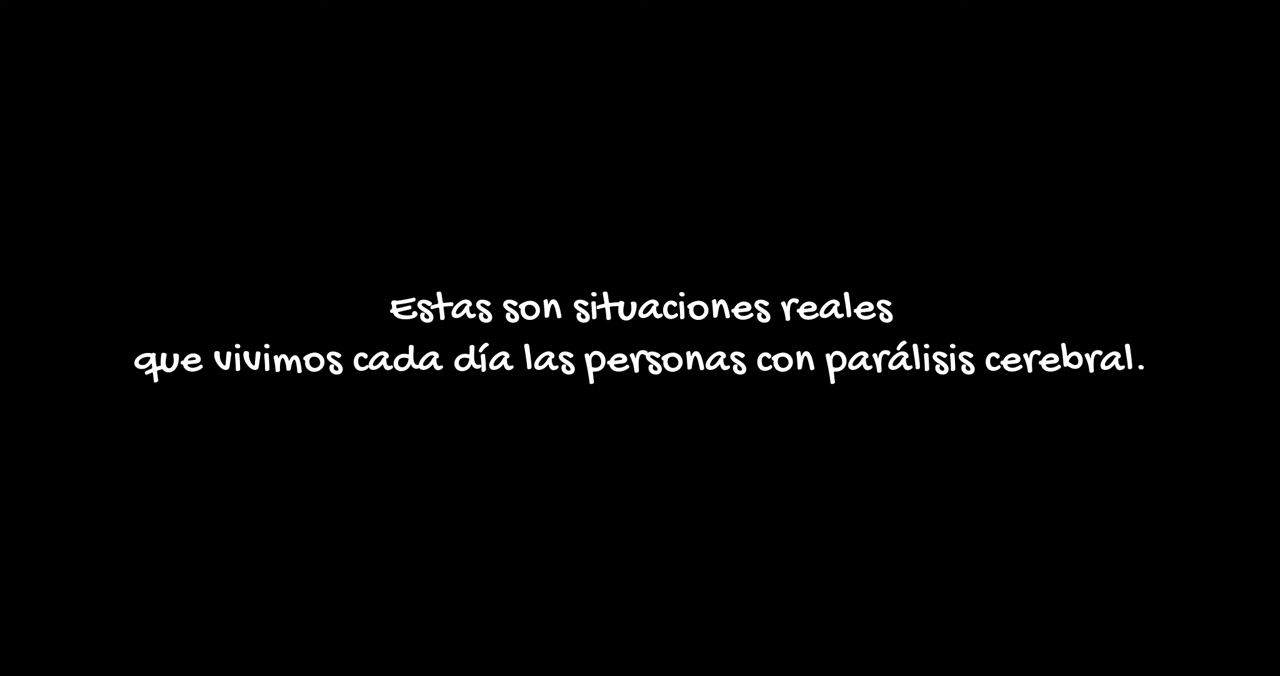 Estas son situaciones reales
que vivimos cada día las personas con parálisis cerebral.